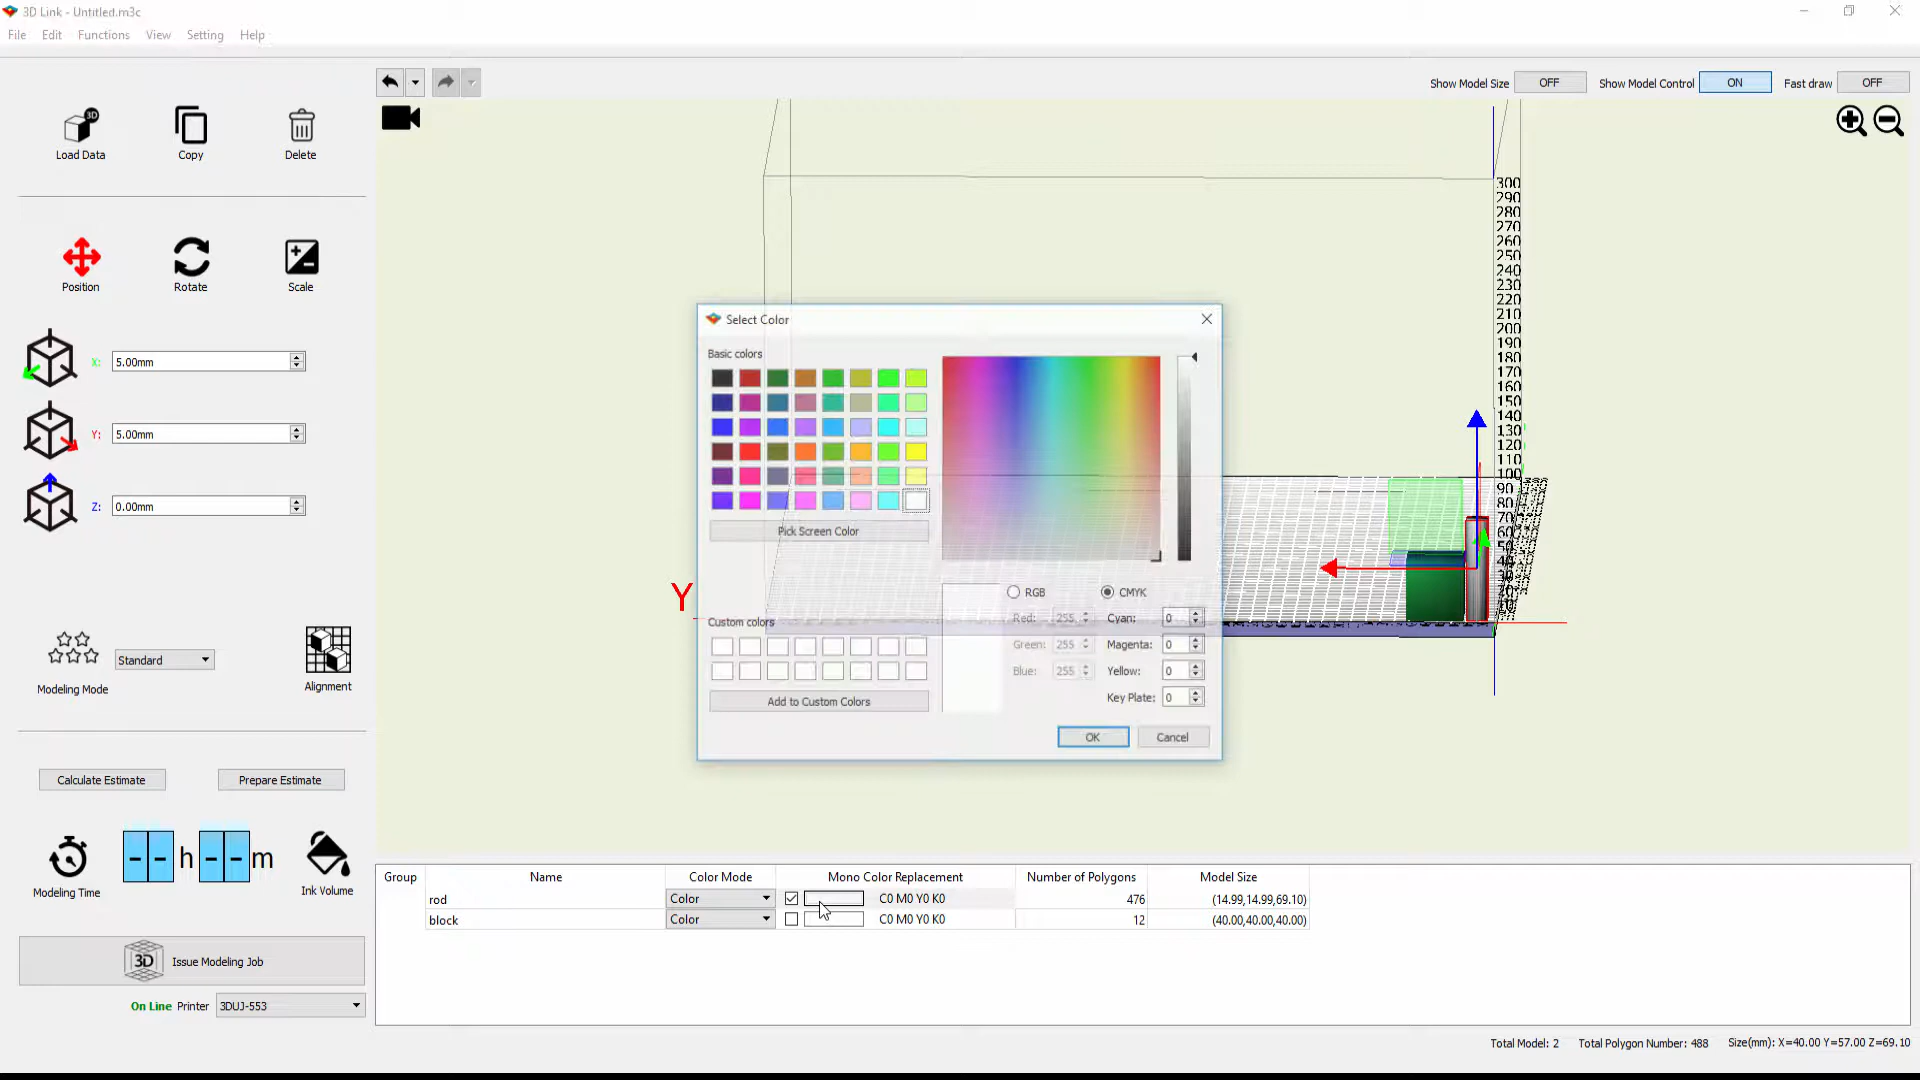 3D Link - Untitled.m3c
File Edit Functions View Setting Help
Show Model Size OFF Show Model Control ON Fast draw OFF
3D
Load Data Copy Delete
Position Rotate Scale
X: 5.00mm
Y: 5.00mm
Z: 0.00mm
Modeling Mode Standard Alignment
Calculate Estimate Prepare Estimate
Modeling Time -- h -- m Ink Volume
3D Issue Modeling Job
On Line Printer 3DUJ-553
Select Color
Basic colors
Pick Screen Color
Custom colors
Add to Custom Colors
RGB CMYK
Red: 255 Cyan: 0
Green: 255 Magenta: 0
Blue: 255 Yellow: 0
Key Plate: 0
OK Cancel
Y
300
290
280
270
260
250
240
230
220
210
200
190
180
170
160
150
140
130
120
110
100
90
80
70
60
50
Group Name Color Mode Mono Color Replacement Number of Polygons Model Size
rod Color C0 M0 Y0 K0 476 (14.99,14.99,69.10)
block Color C0 M0 Y0 K0 12 (40.00,40.00,40.00)
Total Model: 2 Total Polygon Number: 488 Size(mm): X=40.00 Y=57.00 Z=69.10